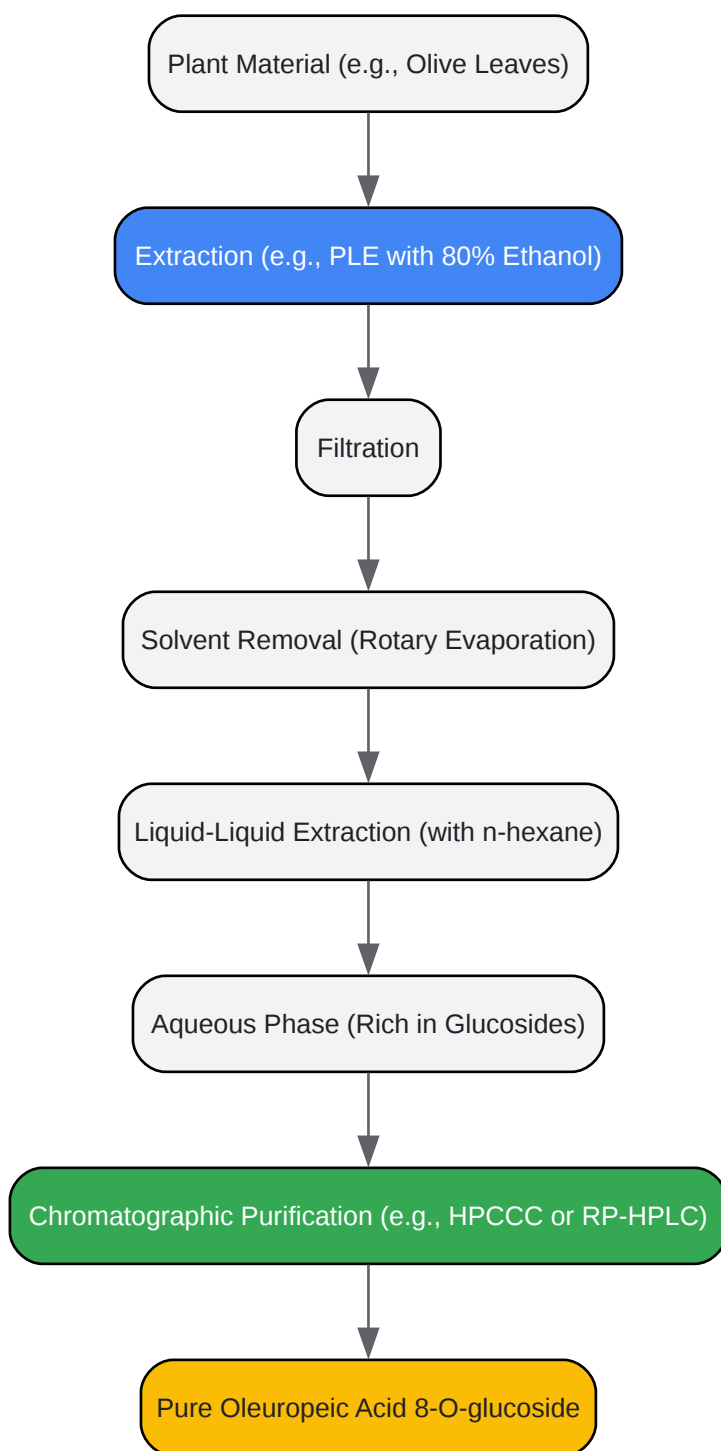 Plant Material (e.g., Olive Leaves)
Extraction (e.g., PLE with 80% Ethanol)
Filtration
Solvent Removal (Rotary Evaporation)
Liquid-Liquid Extraction (with n-hexane)
Aqueous Phase (Rich in Glucosides)
Chromatographic Purification (e.g., HPCCC or RP-HPLC)
Pure Oleuropeic Acid 8-O-glucoside